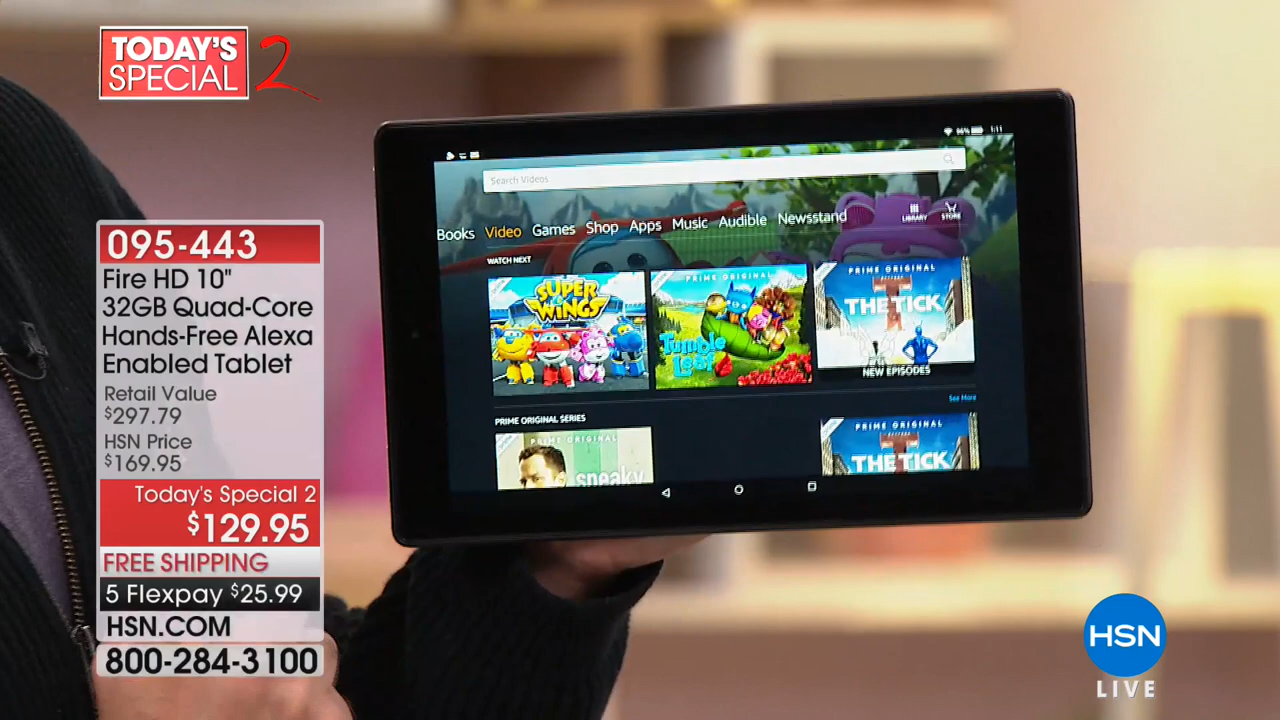 TODAY'S
SPECIAL 2
095-443
Fire HD 10"
32GB Quad-Core
Hands-Free Alexa
Enabled Tablet
Retail Value
$297.79
HSN Price
$169.95
Today's Special 2
$129.95
FREE SHIPPING
5 Flexpay $25.99
HSN.COM
800-284-3100
96% 1:11
Search Videos
Books Video Games Shop Apps Music Audible Newsstand
LIBRARY STORE
WATCH NEXT
SUPER
WINGS
PRIME ORIGINAL
Tumble
Leaf
PRIME ORIGINAL
THE TICK
NEW EPISODES
See More
PRIME ORIGINAL SERIES
PRIME ORIGINAL
sneaky
PRIME ORIGINAL
THE TICK
HSN
LIVE